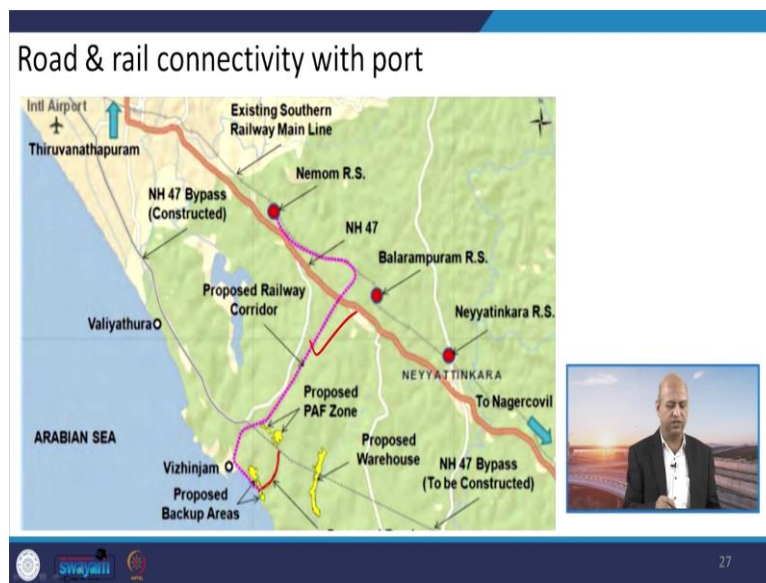 Road & rail connectivity with port
Intl Airport
Thiruvanathapuram
Existing Southern
Railway Main Line
Nemom R.S.
NH 47 Bypass
(Constructed)
NH 47
Balarampuram R.S.
Proposed Railway
Corridor
Neyyatinkara R.S.
Valiyathura
NEYYATTINKARA
To Nagercovil
Proposed
PAF Zone
ARABIAN SEA
Proposed
Warehouse
Vizhinjam
NH 47 Bypass
(To be Constructed)
Proposed
Backup Areas
swayam
27